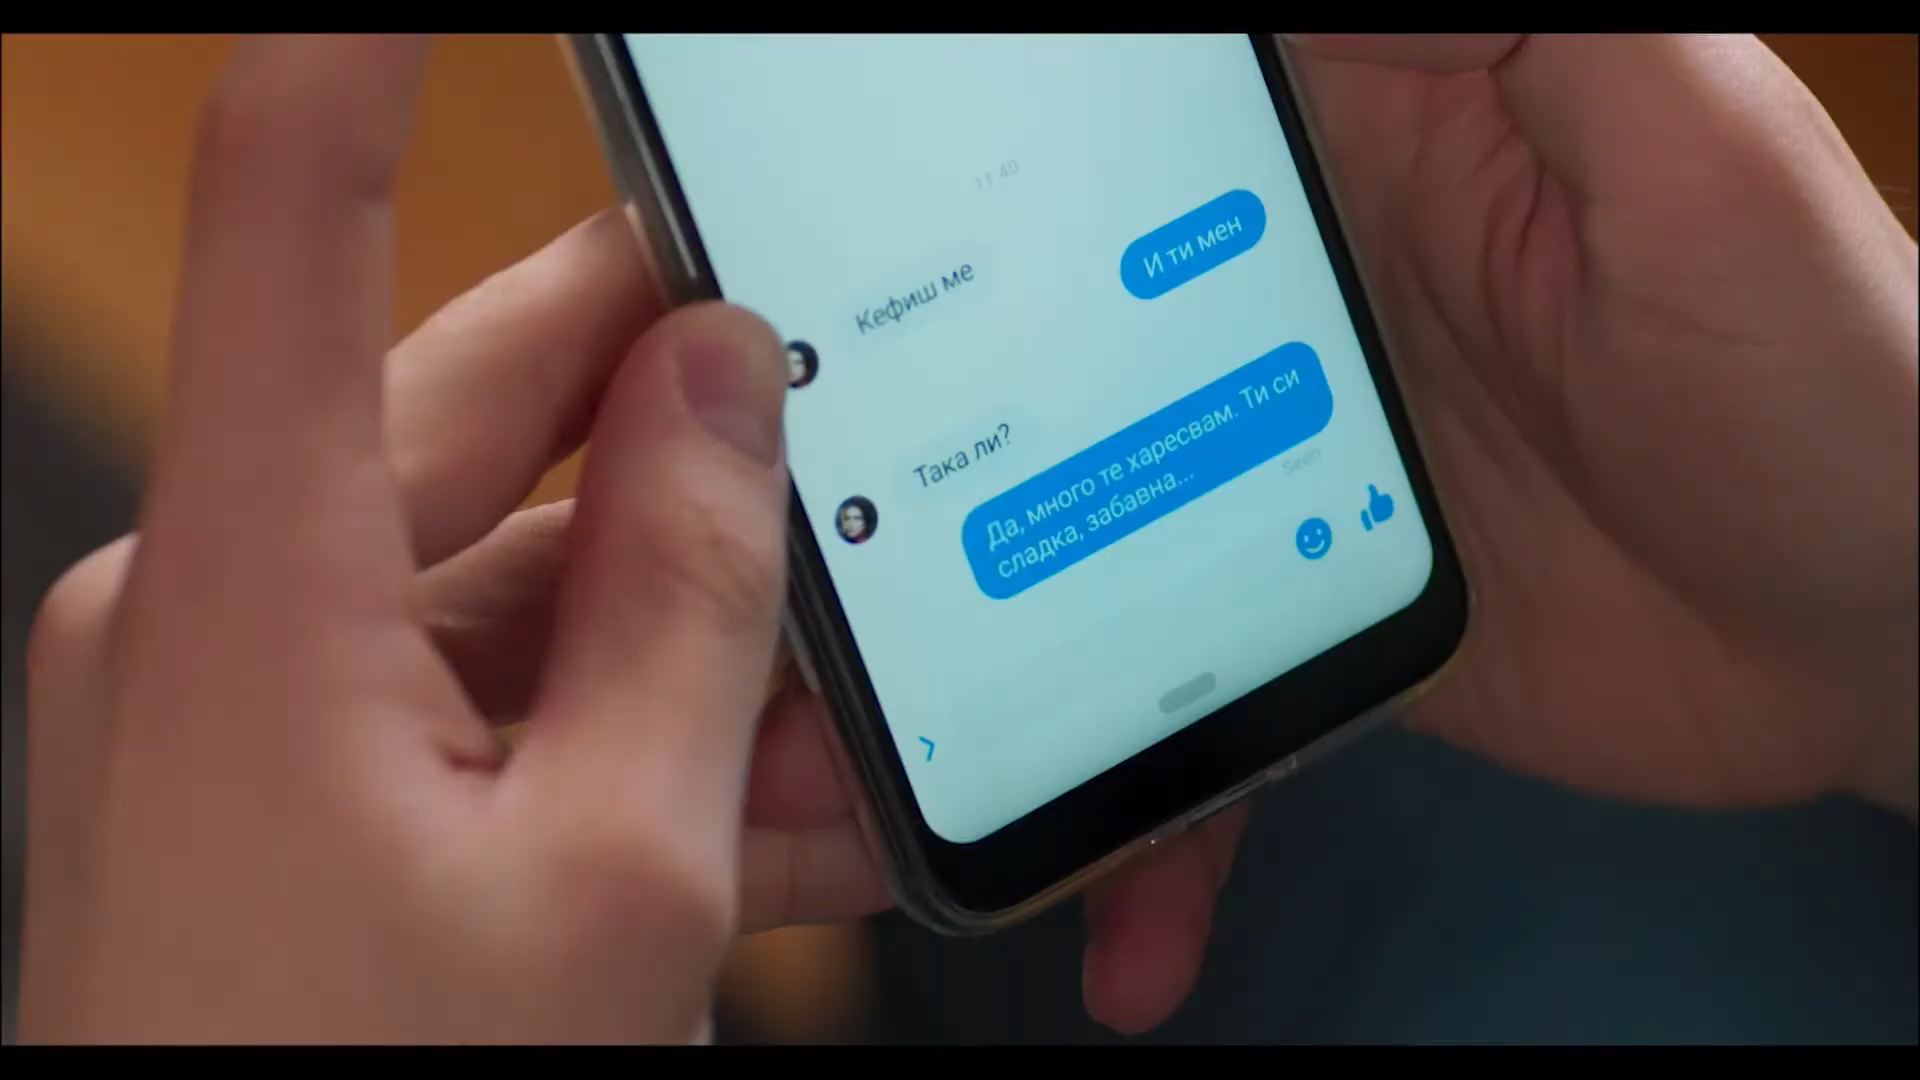 11:40
Кефиш ме
И ти мен
Така ли?
Да, много те харесвам. Ти си
сладка, забавна...
Seen